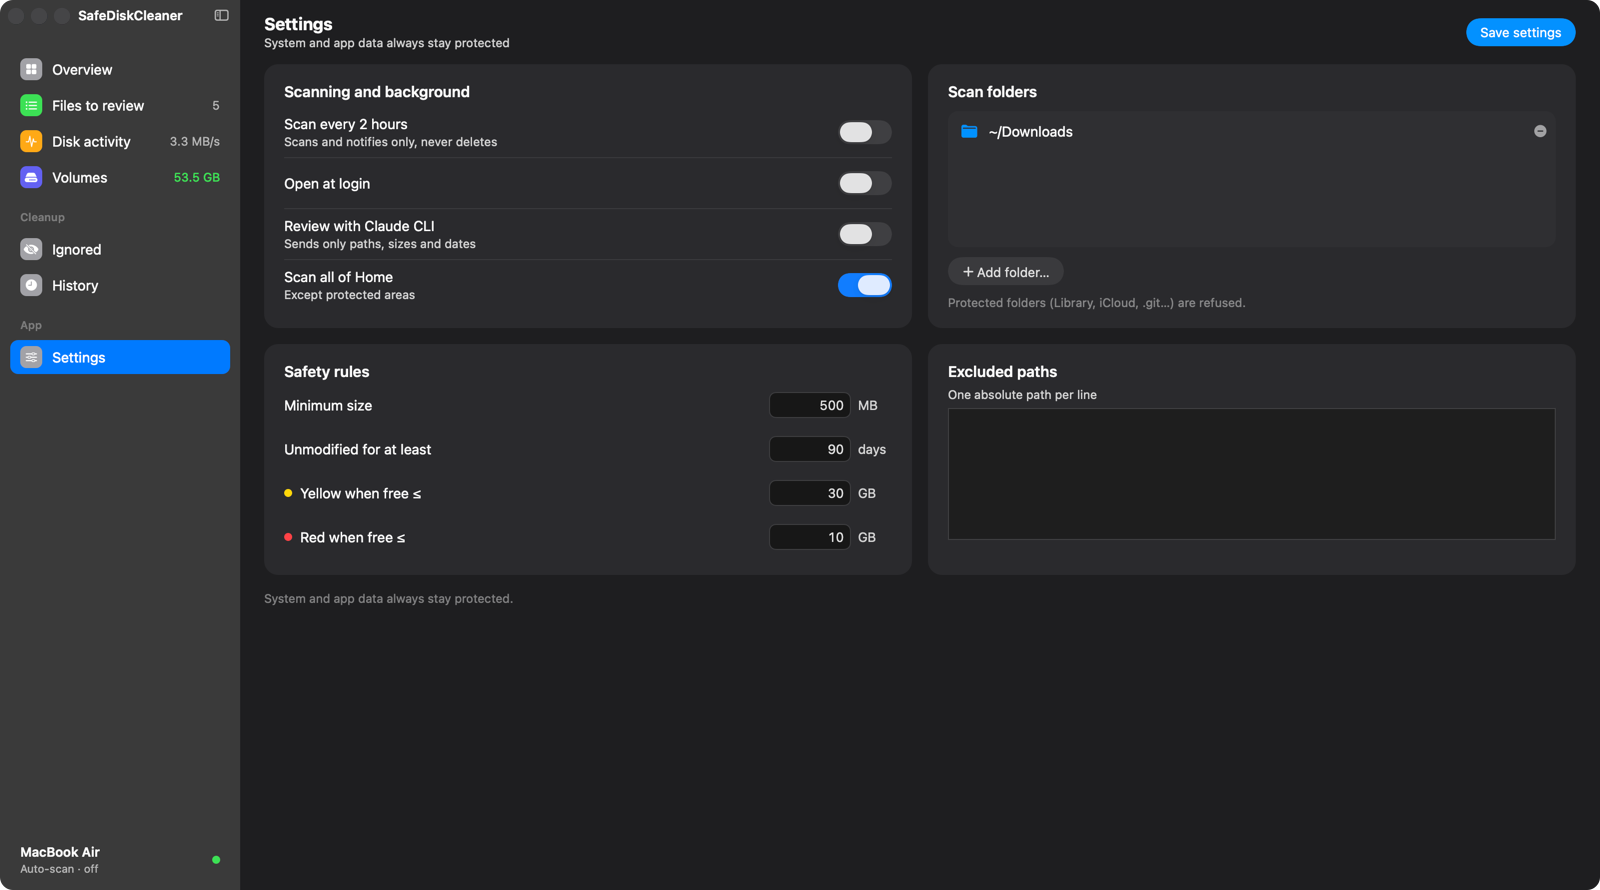 SafeDiskCleaner
Overview
Files to review 5
Disk activity 3.3 MB/s
Volumes 53.5 GB
Cleanup
Ignored
History
App
Settings
MacBook Air
Auto-scan · off
Settings
System and app data always stay protected
Save settings
Scanning and background
Scan every 2 hours
Scans and notifies only, never deletes
Open at login
Review with Claude CLI
Sends only paths, sizes and dates
Scan all of Home
Except protected areas
Scan folders
~/Downloads
+ Add folder...
Protected folders (Library, iCloud, .git...) are refused.
Safety rules
Minimum size 500 MB
Unmodified for at least 90 days
Yellow when free ≤ 30 GB
Red when free ≤ 10 GB
Excluded paths
One absolute path per line
System and app data always stay protected.